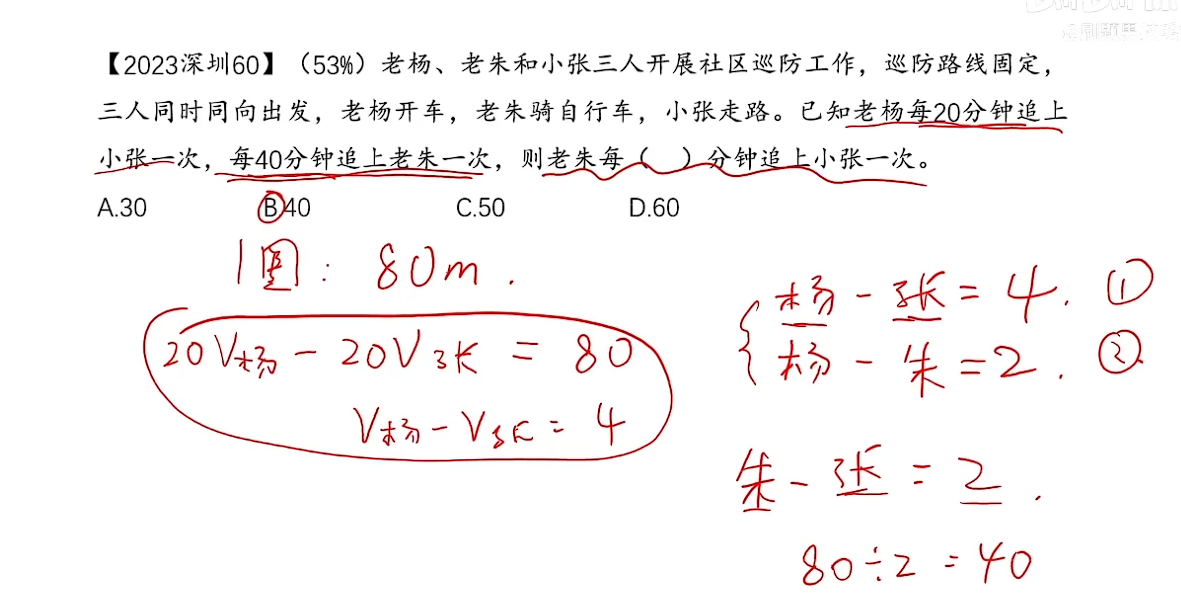 【2023深圳60】（53%）老杨、老朱和小张三人开展社区巡防工作，巡防路线固定，
三人同时同向出发，老杨开车，老朱骑自行车，小张走路。已知老杨每20分钟追上
小张一次，每40分钟追上老朱一次，则老朱每（ ）分钟追上小张一次。
A.30 B.40 C.50 D.60
1圈：80m.
20V杨-20V张=80
V杨-V张=4
杨-张=4. ①
杨-朱=2. ②
朱-张=2.
80÷2=40